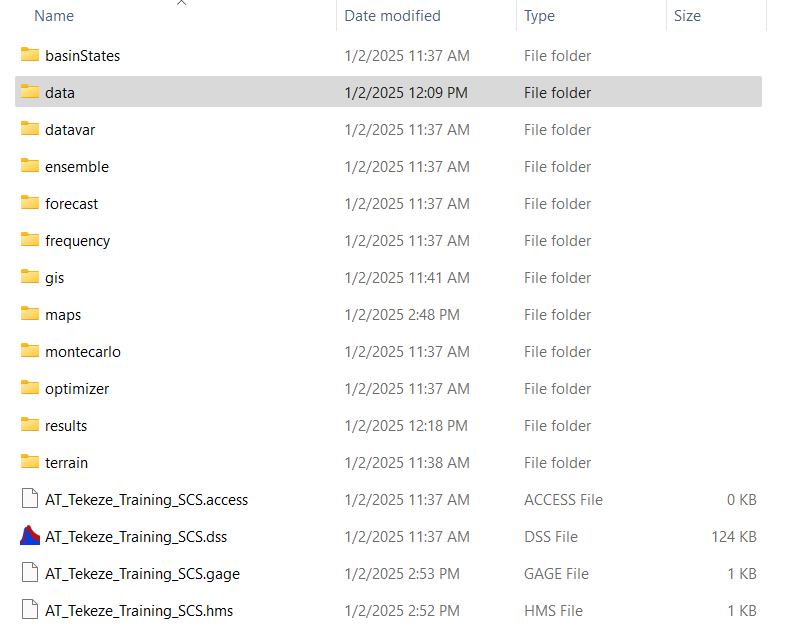 Name Date modified Type Size
basinStates 1/2/2025 11:37 AM File folder
data 1/2/2025 12:09 PM File folder
datavar 1/2/2025 11:37 AM File folder
ensemble 1/2/2025 11:37 AM File folder
forecast 1/2/2025 11:37 AM File folder
frequency 1/2/2025 11:37 AM File folder
gis 1/2/2025 11:41 AM File folder
maps 1/2/2025 2:48 PM File folder
montecarlo 1/2/2025 11:37 AM File folder
optimizer 1/2/2025 11:37 AM File folder
results 1/2/2025 12:18 PM File folder
terrain 1/2/2025 11:38 AM File folder
AT_Tekeze_Training_SCS.access 1/2/2025 11:37 AM ACCESS File 0 KB
AT_Tekeze_Training_SCS.dss 1/2/2025 11:37 AM DSS File 124 KB
AT_Tekeze_Training_SCS.gage 1/2/2025 2:53 PM GAGE File 1 KB
AT_Tekeze_Training_SCS.hms 1/2/2025 2:52 PM HMS File 1 KB